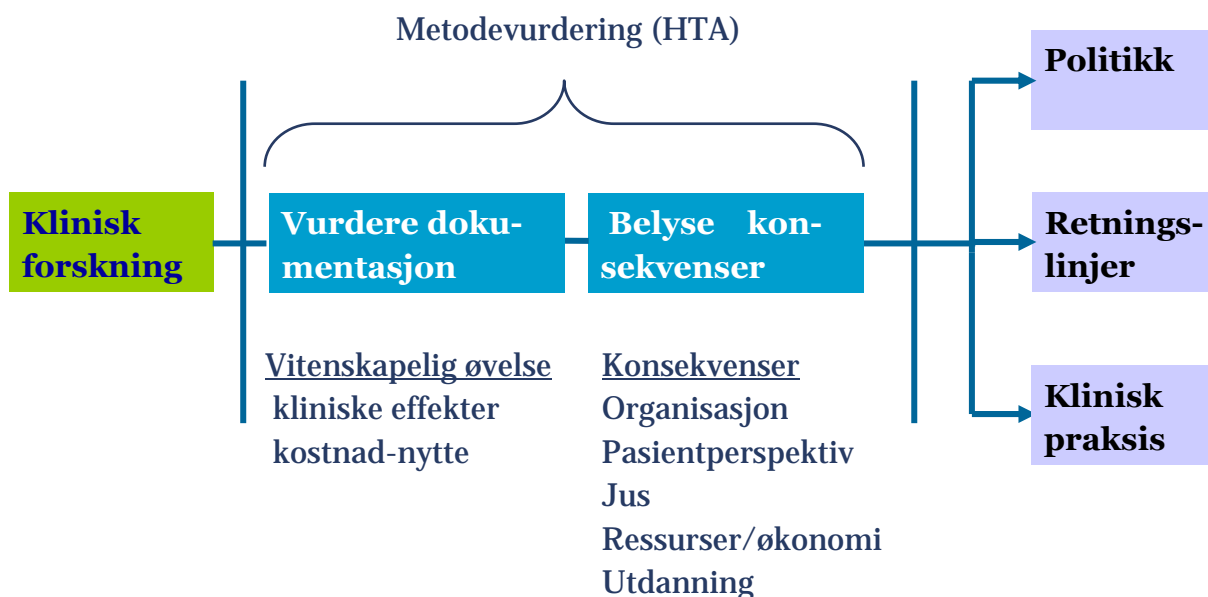 Metodevurdering (HTA)
Klinisk
forskning
Vurdere doku-
mentasjon
Belyse kon-
sekvenser
Politikk
Retnings-
linjer
Klinisk
praksis
Vitenskapelig øvelse
kliniske effekter
kostnad-nytte
Konsekvenser
Organisasjon
Pasientperspektiv
Jus
Ressurser/økonomi
Utdanning